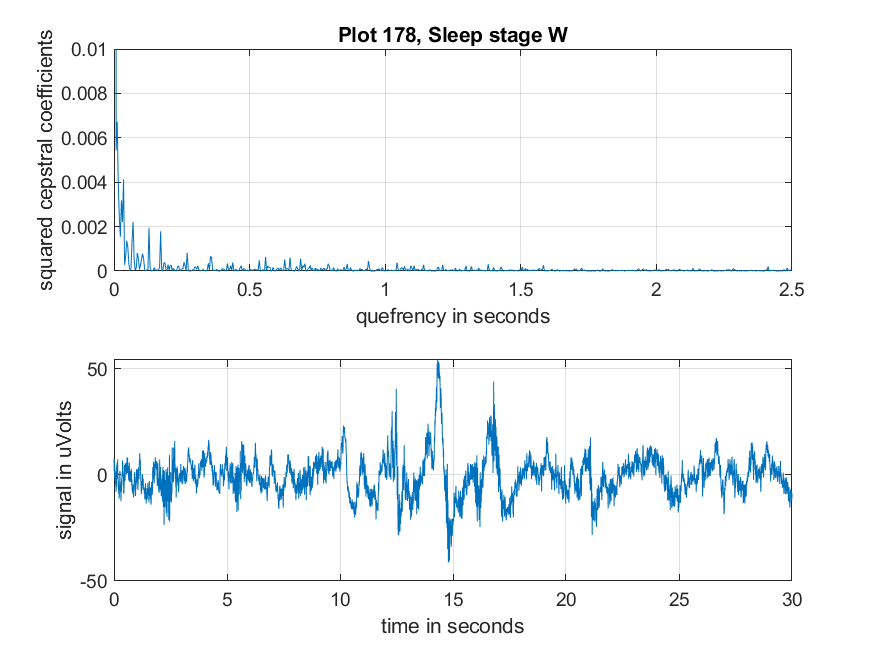 Plot 178, Sleep stage W
squared cepstral coefficients
0.01
0.008
0.006
0.004
0.002
0
0 0.5 1 1.5 2 2.5
quefrency in seconds
signal in uVolts
50
0
-50
0 5 10 15 20 25 30
time in seconds